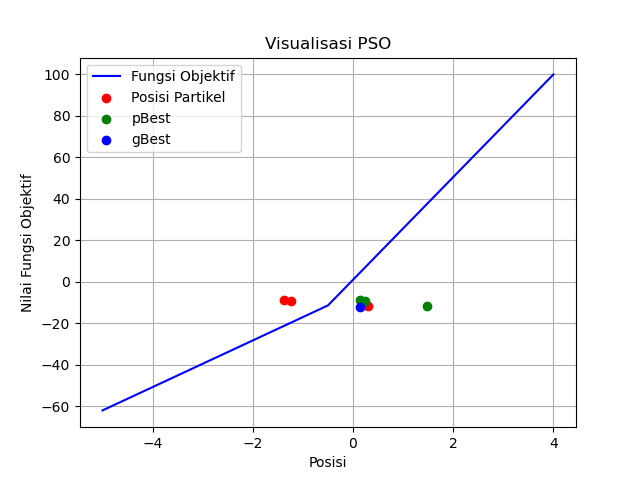 Visualisasi PSO
Fungsi Objektif
Posisi Partikel
pBest
gBest
Nilai Fungsi Objektif
100
80
60
40
20
0
−20
−40
−60
−4
−2
0
2
4
Posisi